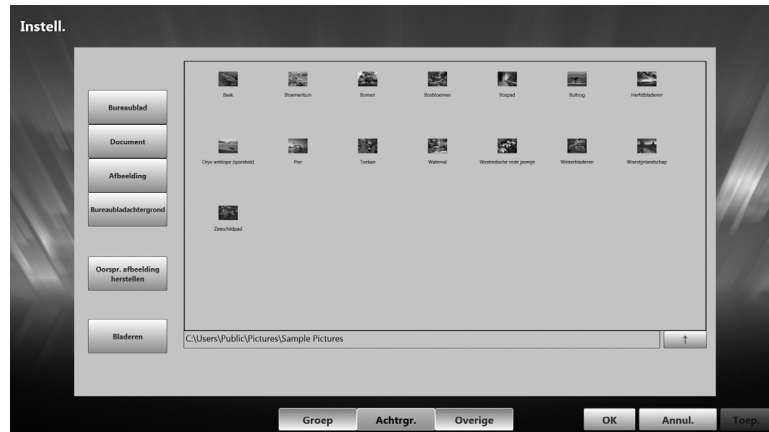 Instell.
Bureaublad
Document
Afbeelding
Bureaubladachtergrond
Oorspr. afbeelding
herstellen
Bladeren
Beek
Bloementuin
Bomen
Bosbloemen
Bospad
Bultrug
Herfstbladeren
Oryx-antilope (spiesbok)
Pier
Toekan
Waterval
Westindische rode jasmijn
Winterbladeren
Woestijnlandschap
Zeeschildpad
C:\Users\Public\Pictures\Sample Pictures
↑
Groep
Achtrgr.
Overige
OK
Annul.
Toep.